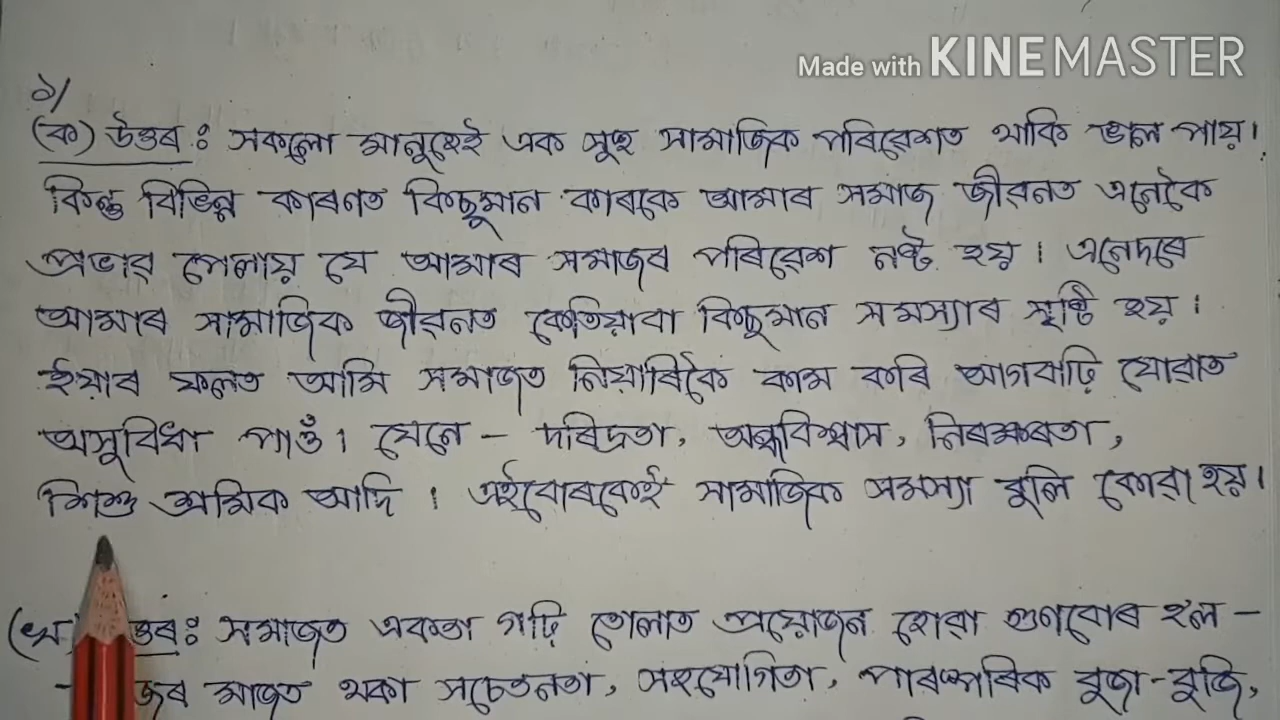 Made with KINEMASTER
১/
(ক) উত্তৰ : সকলো মানুহেই এক সুস্থ সামাজিক পৰিৱেশত থাকি ভাল পায়।
কিন্তু বিভিন্ন কাৰণত কিছুমান কাৰকে আমাৰ সমাজ জীৱনত এনেকৈ
প্ৰভাৱ পেলায় যে আমাৰ সমাজৰ পৰিৱেশ নষ্ট হয়। এনেদৰে
আমাৰ সামাজিক জীৱনত কেতিয়াবা কিছুমান সমস্যাৰ সৃষ্টি হয়।
ইয়াৰ ফলত আমি সমাজত নিয়াৰিকৈ কাম কৰি আগবাঢ়ি যোৱাত
অসুবিধা পাওঁ। যেনে – দৰিদ্ৰতা, অন্ধবিশ্বাস, নিৰক্ষৰতা,
শিশু শ্ৰমিক আদি । এইবোৰকেই সামাজিক সমস্যা বুলি কোৱা হয়।
(খ) ত্তৰ : সমাজত একতা গঢ়ি তোলাত প্ৰয়োজন হোৱা গুণবোৰ হ'ল –
জৰ মাজত থকা সচেতনতা, সহযোগিতা, পাৰস্পৰিক বুজা-বুজি,